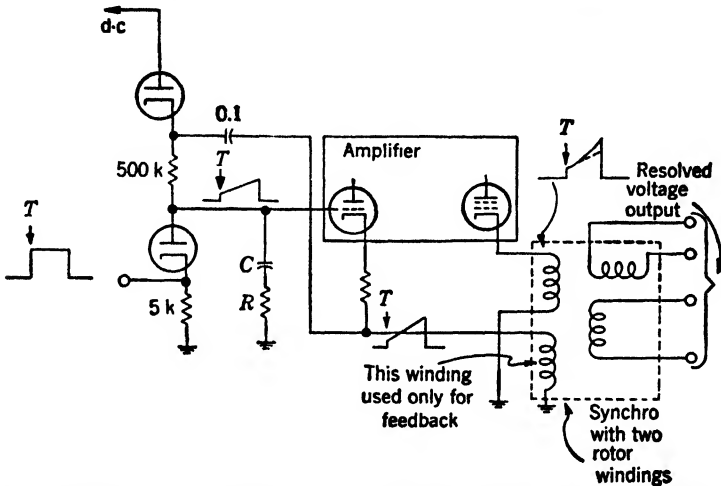 d-c
0.1
T
Amplifier
500 k
T
Resolved
voltage
output
T
C
5 k
R
T
This winding
used only for
feedback
Synchro
with two
rotor
windings